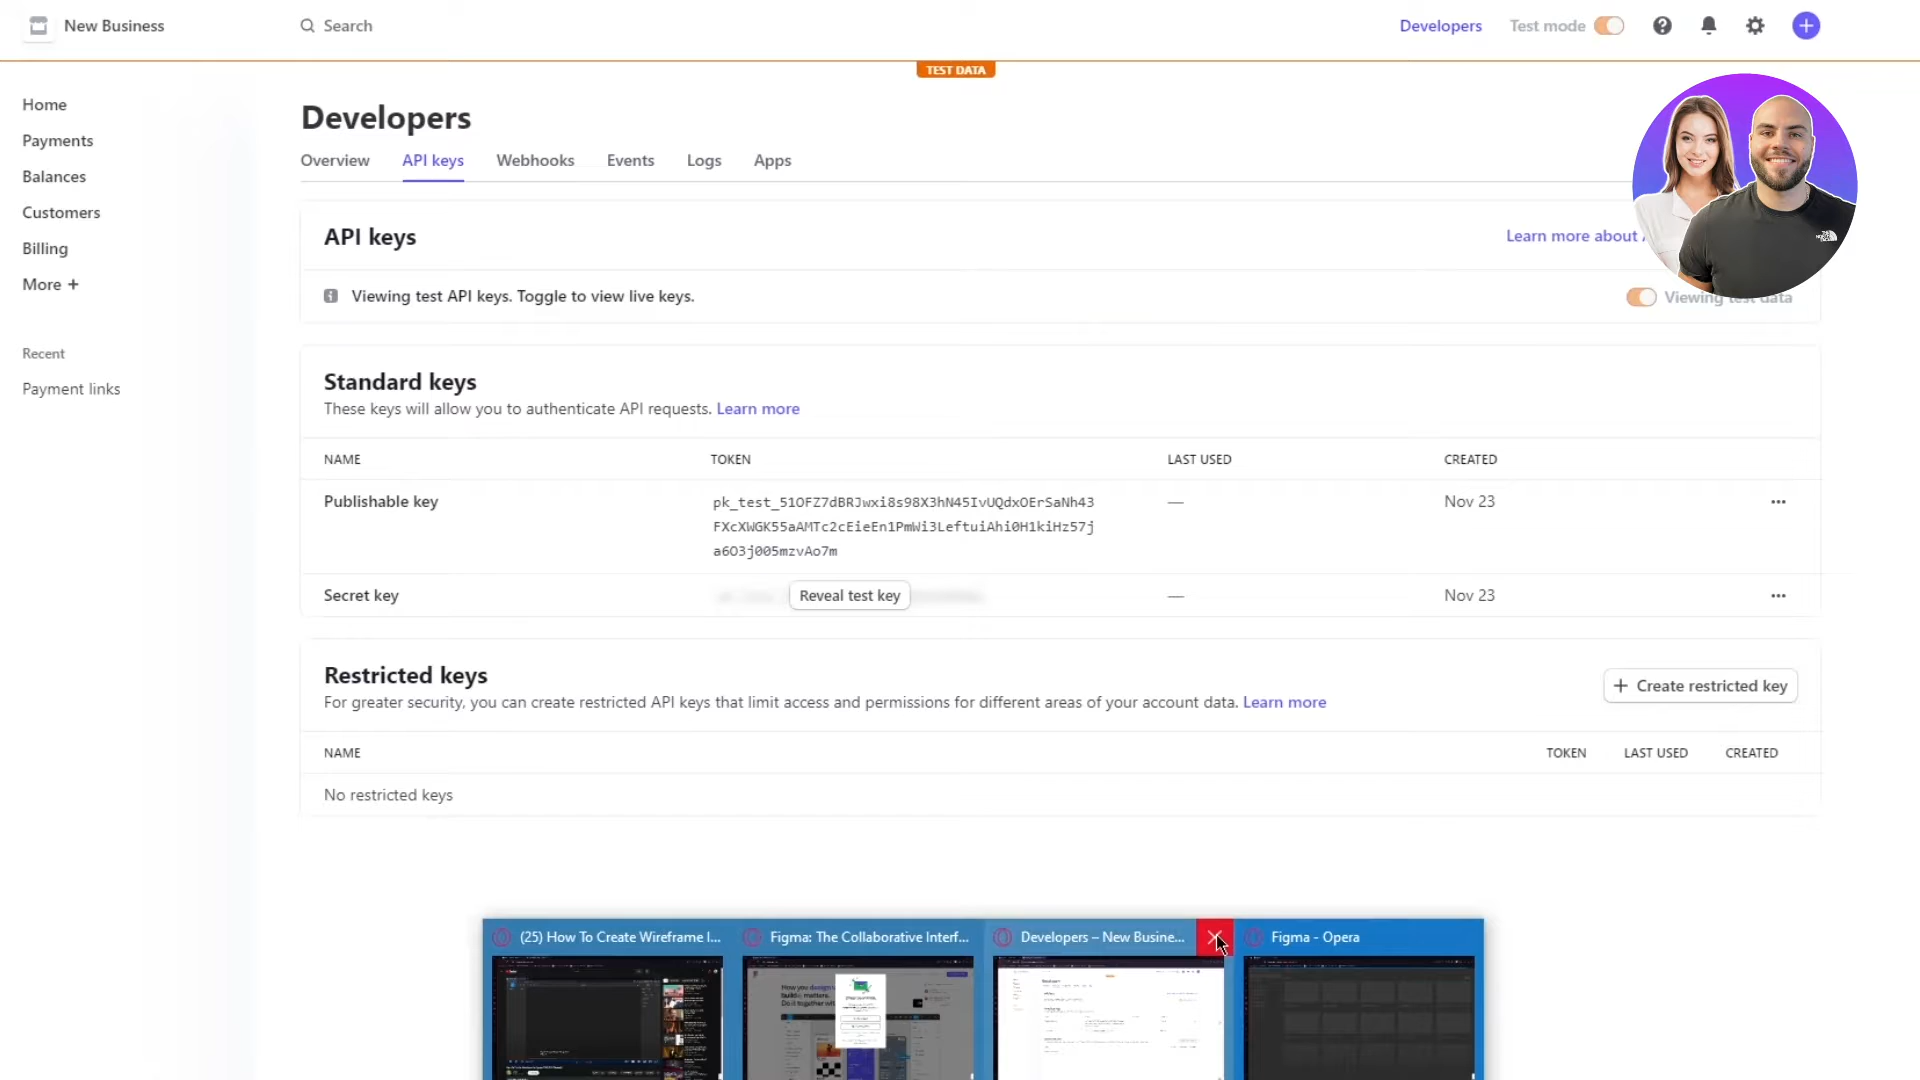 New Business
Search
Developers
Test mode
TEST DATA
Home
Payments
Balances
Customers
Billing
More +
Recent
Payment links
Developers
Overview
API keys
Webhooks
Events
Logs
Apps
API keys
Learn more about
Viewing test API keys. Toggle to view live keys.
Viewing test data
Standard keys
These keys will allow you to authenticate API requests. Learn more
NAME
TOKEN
LAST USED
CREATED
Publishable key
pk_test_51OFZ7dBRJwxi8s98X3hN45IvUQdxOErSaNh43
FXcXWGK55aAMTc2cEieEn1PmWi3LeftuiAhi0H1kiHz57j
a6O3j005mzvAo7m
—
Nov 23
Secret key
Reveal test key
—
Nov 23
Restricted keys
For greater security, you can create restricted API keys that limit access and permissions for different areas of your account data. Learn more
+ Create restricted key
NAME
TOKEN
LAST USED
CREATED
No restricted keys
(25) How To Create Wireframe I...
Figma: The Collaborative Interf...
Developers – New Busine...
Figma - Opera